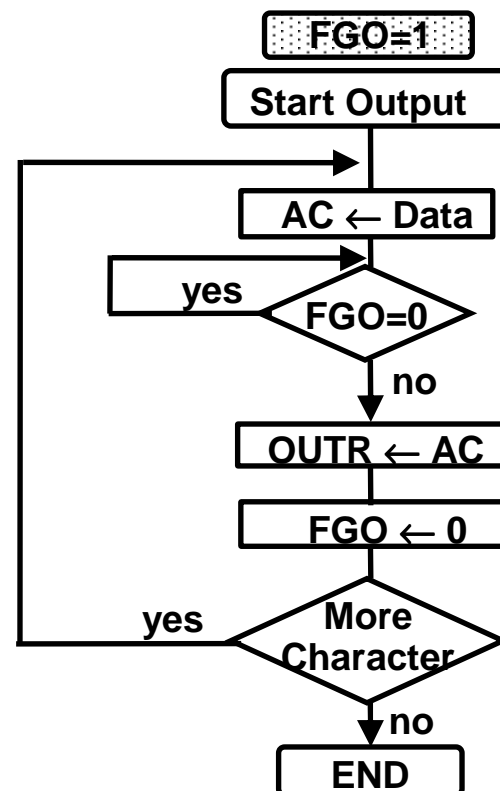 FGO=1
Start Output
AC ← Data
yes
FGO=0
no
OUTR ← AC
FGO ← 0
yes
More
Character
no
END